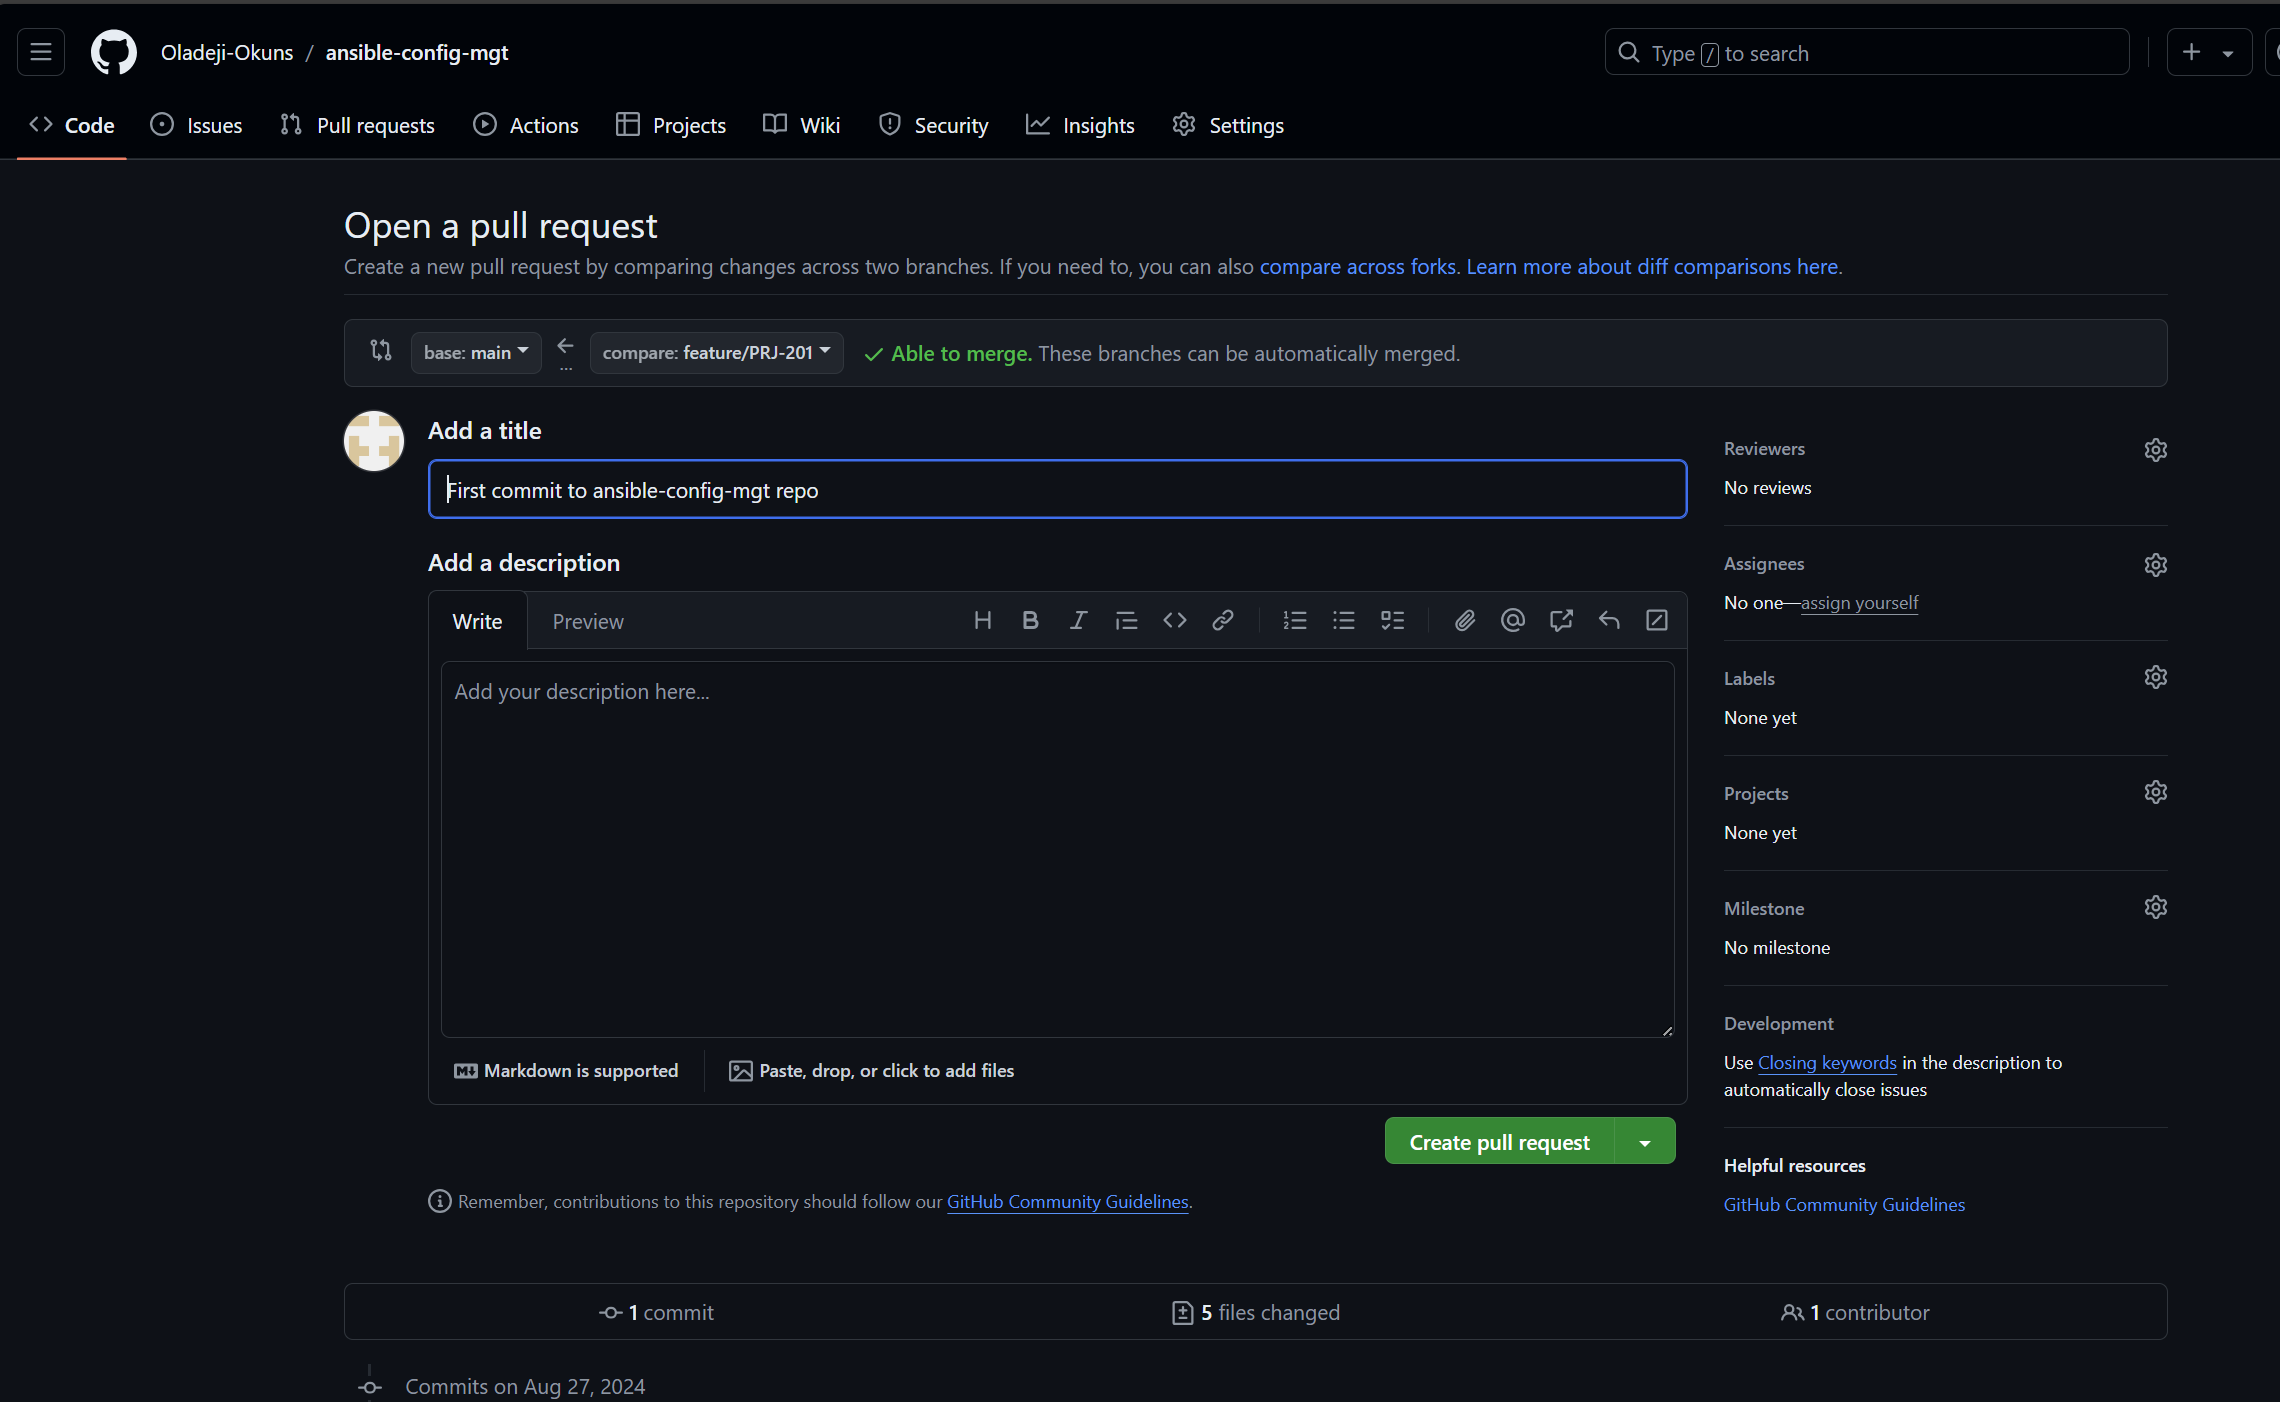 Oladeji-Okuns / ansible-config-mgt
Type / to search
Code Issues Pull requests Actions Projects Wiki Security Insights Settings
Open a pull request
Create a new pull request by comparing changes across two branches. If you need to, you can also compare across forks. Learn more about diff comparisons here.
base: main ← compare: feature/PRJ-201 Able to merge. These branches can be automatically merged.
...
Add a title
First commit to ansible-config-mgt repo
Add a description
Write Preview
Add your description here...
Markdown is supported
Paste, drop, or click to add files
Create pull request
Remember, contributions to this repository should follow our GitHub Community Guidelines.
Reviewers
No reviews
Assignees
No one—assign yourself
Labels
None yet
Projects
None yet
Milestone
No milestone
Development
Use Closing keywords in the description to
automatically close issues
Helpful resources
GitHub Community Guidelines
1 commit 5 files changed 1 contributor
Commits on Aug 27, 2024